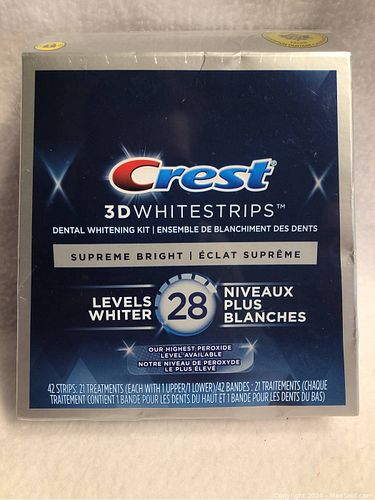 Crest
3DWHITESTRIPS™
DENTAL WHITENING KIT | ENSEMBLE DE BLANCHIMENT DES DENTS
SUPREME BRIGHT | ÉCLAT SUPRÊME
LEVELS WHITER 28 NIVEAUX PLUS BLANCHES
OUR HIGHEST PEROXIDE
LEVEL AVAILABLE
NOTRE NIVEAU DE PEROXYDE
LE PLUS ÉLEVÉ
42 STRIPS: 21 TREATMENTS (EACH WITH 1 UPPER/1 LOWER)/42 BANDES : 21 TRAITEMENTS (CHAQUE
TRAITEMENT CONTIENT 1 BANDE POUR LES DENTS DU HAUT ET 1 BANDE POUR LES DENTS DU BAS)